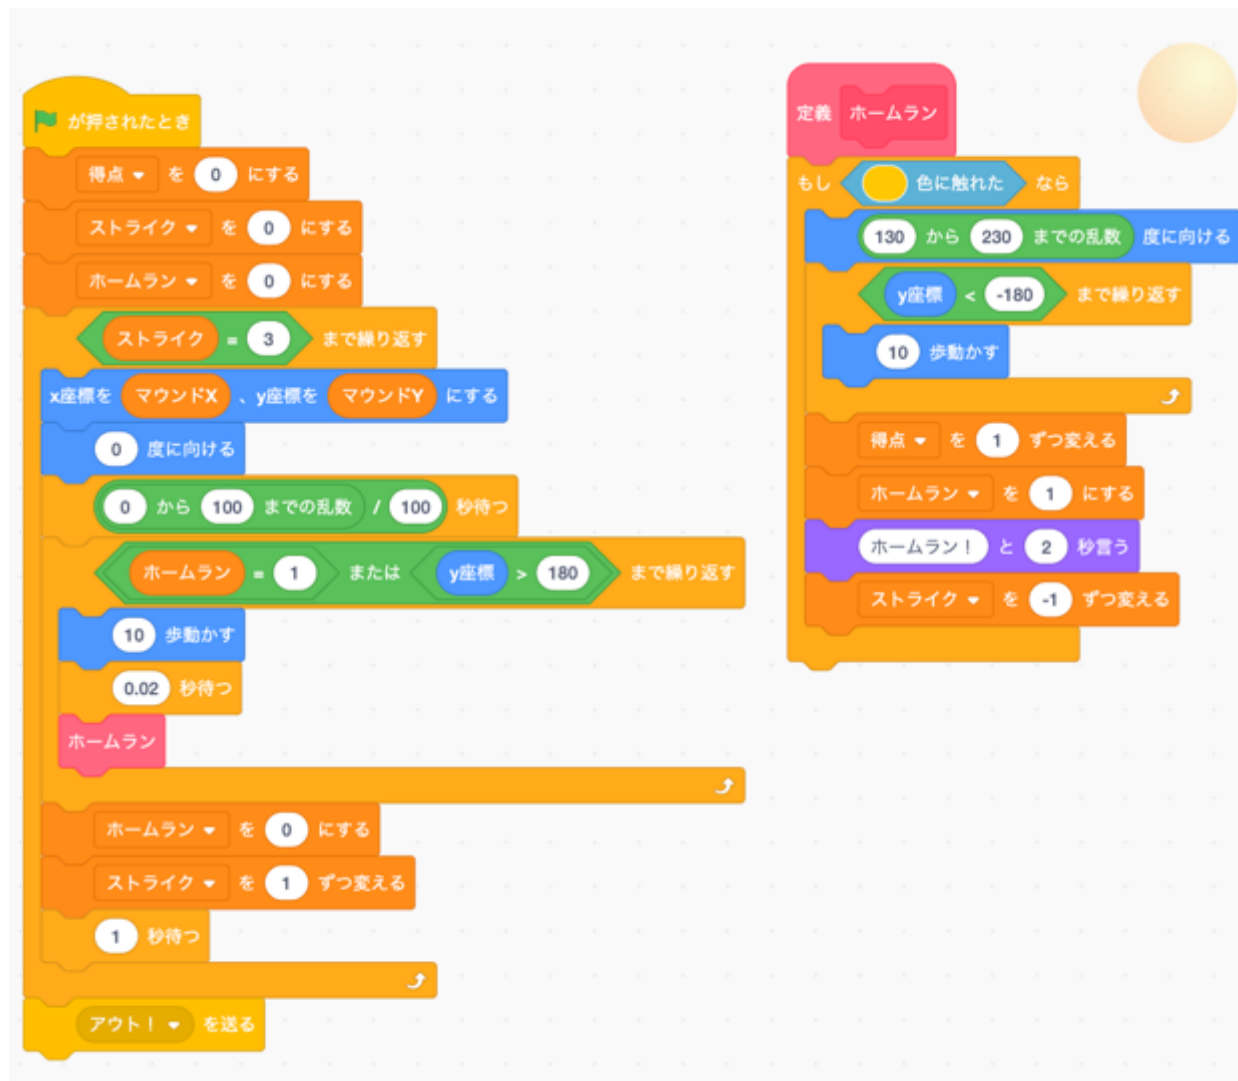 が押されたとき
得点 を 0 にする
ストライク を 0 にする
ホームラン を 0 にする
ストライク = 3 まで繰り返す
x座標を マウンドX 、y座標を マウンドY にする
0 度に向ける
0 から 100 までの乱数 / 100 秒待つ
ホームラン = 1 または y座標 > 180 まで繰り返す
10 歩動かす
0.02 秒待つ
ホームラン
ホームラン を 0 にする
ストライク を 1 ずつ変える
1 秒待つ
アウト! を送る
定義 ホームラン
もし 色に触れた なら
130 から 230 までの乱数 度に向ける
y座標 < -180 まで繰り返す
10 歩動かす
得点 を 1 ずつ変える
ホームラン を 1 にする
ホームラン! と 2 秒言う
ストライク を -1 ずつ変える